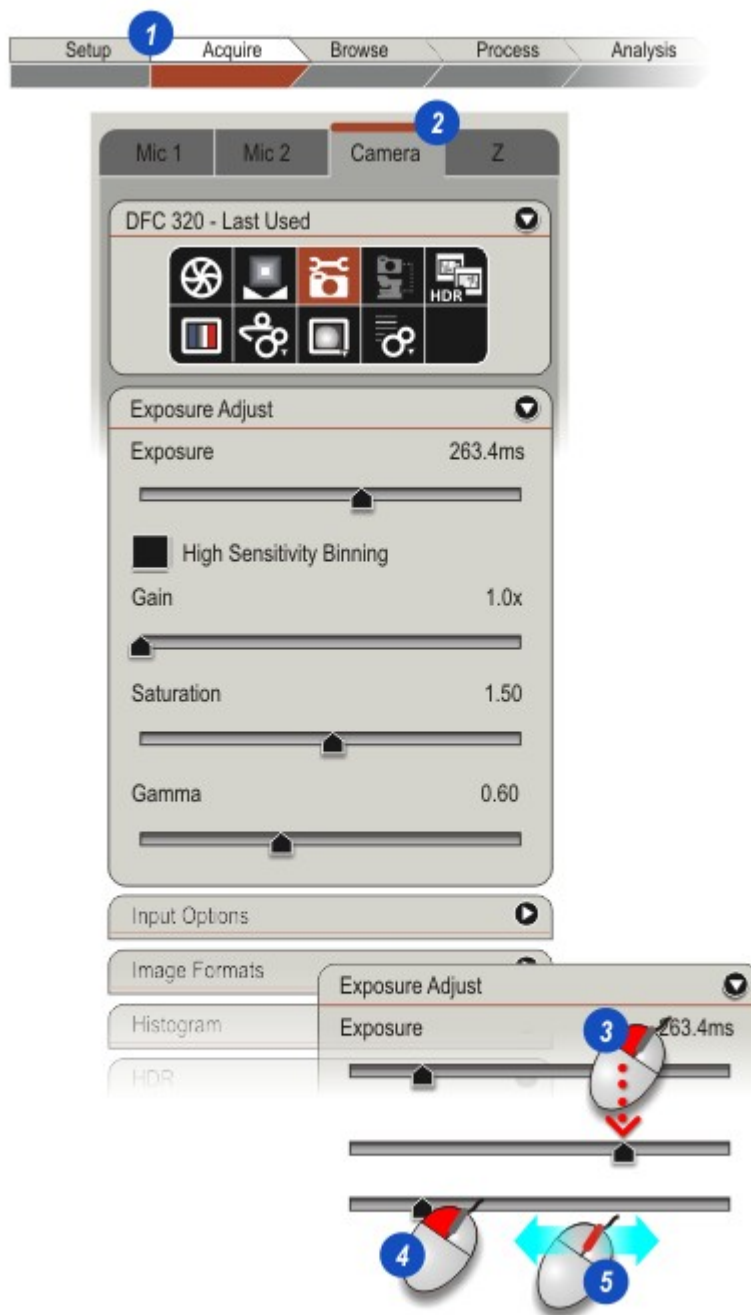 1
Setup Acquire Browse Process Analysis
2
Mic 1 Mic 2 Camera Z
DFC 320 - Last Used
HDR
Exposure Adjust
Exposure 263.4ms
High Sensitivity Binning
Gain 1.0x
Saturation 1.50
Gamma 0.60
Input Options
Image Formats
Histogram
HDR
Exposure Adjust
Exposure 3 263.4ms
4
5